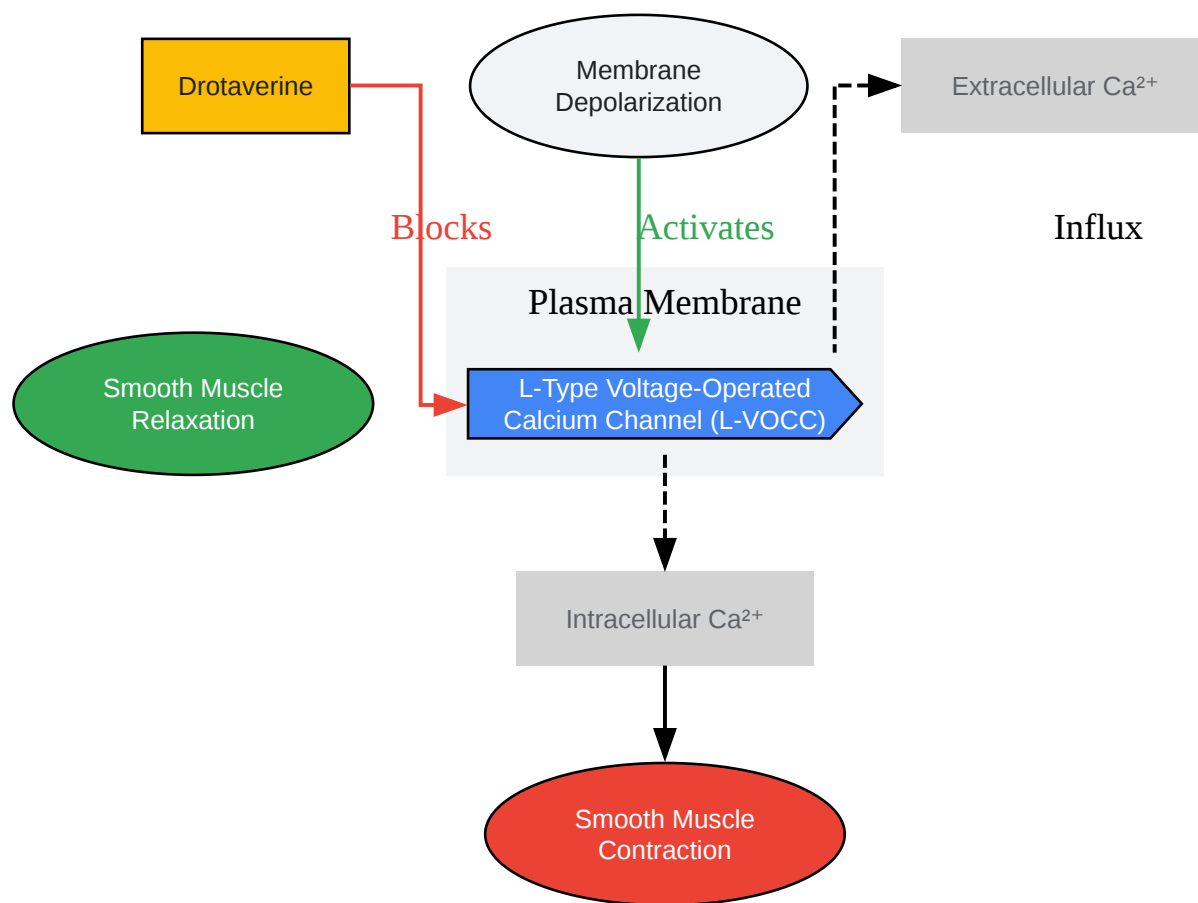 Drotaverine
Membrane
Depolarization
Extracellular Ca²⁺
Blocks
Activates
Influx
Plasma Membrane
Smooth Muscle
Relaxation
L-Type Voltage-Operated
Calcium Channel (L-VOCC)
Intracellular Ca²⁺
Smooth Muscle
Contraction